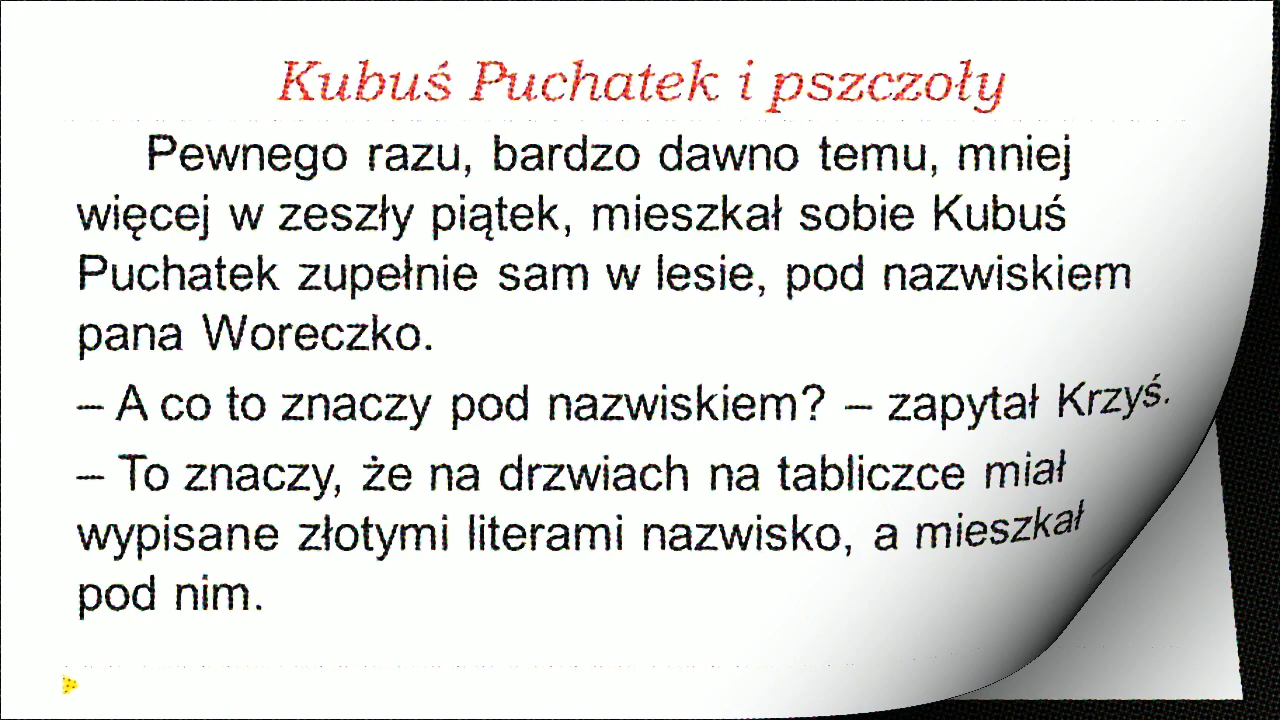 Kubuś Puchatek i pszczoły
Pewnego razu, bardzo dawno temu, mniej
więcej w zeszły piątek, mieszkał sobie Kubuś
Puchatek zupełnie sam w lesie, pod nazwiskiem
pana Woreczko.
– A co to znaczy pod nazwiskiem? – zapytał Krzyś.
– To znaczy, że na drzwiach na tabliczce miał
wypisane złotymi literami nazwisko, a mieszkał
pod nim.